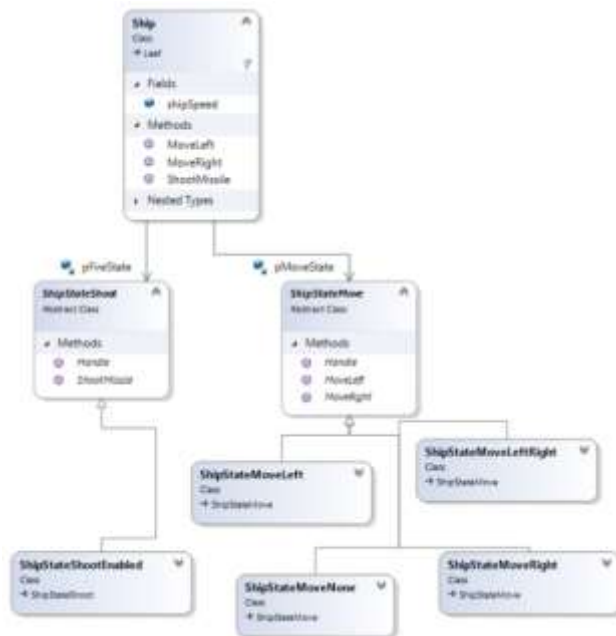 Ship
Class
→ Leaf
Fields
shipSpeed
Methods
MoveLeft
MoveRight
ShootMissile
Nested Types
pFireState
pMoveState
ShipStateShoot
Abstract Class
Methods
Handle
ShootMissile
ShipStateMove
Abstract Class
Methods
Handle
MoveLeft
MoveRight
ShipStateMoveLeftRight
Class
→ ShipStateMove
ShipStateMoveLeft
Class
→ ShipStateMove
ShipStateShootEnabled
Class
→ ShipStateShoot
ShipStateMoveNone
Class
→ ShipStateMove
ShipStateMoveRight
Class
→ ShipStateMove